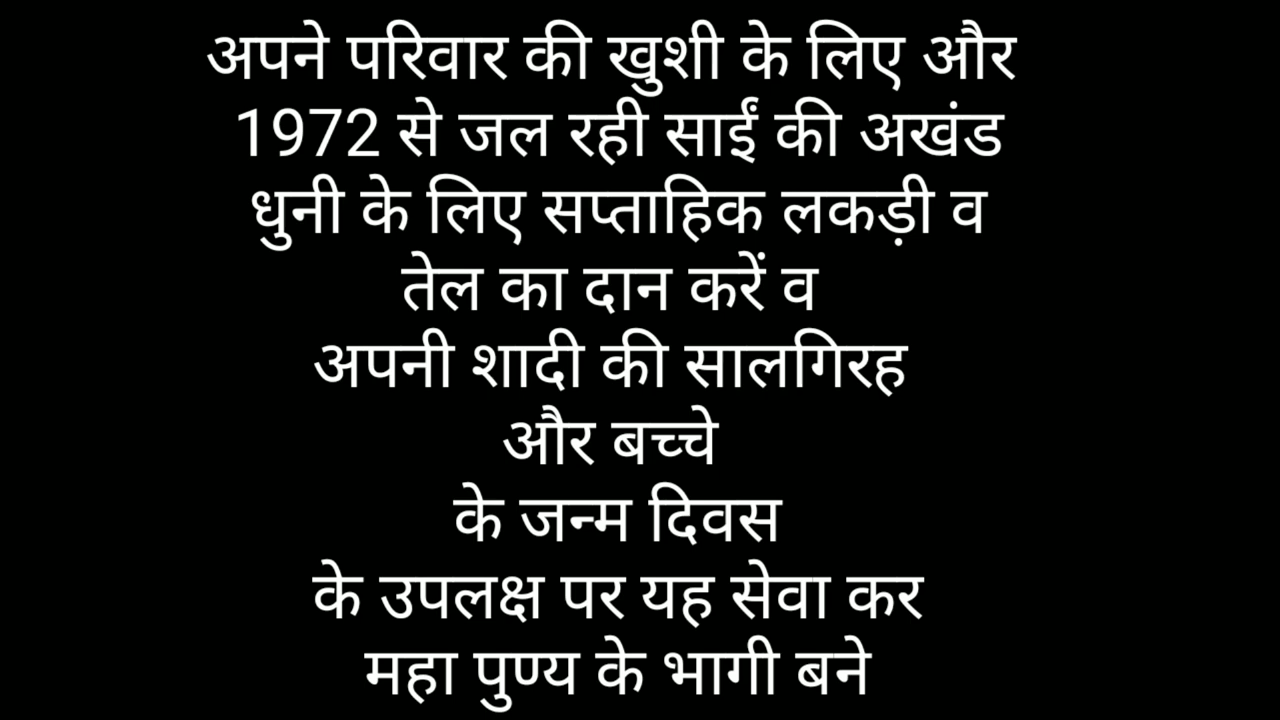 अपने परिवार की खुशी के लिए और
1972 से जल रही साईं की अखंड
धुनी के लिए सप्ताहिक लकड़ी व
तेल का दान करें व
अपनी शादी की सालगिरह
और बच्चे
के जन्म दिवस
के उपलक्ष पर यह सेवा कर
महा पुण्य के भागी बने